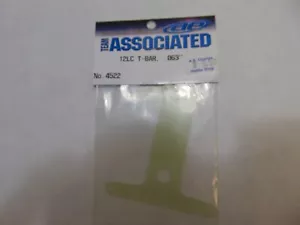 TEAM
ASSOCIATED
12LC T-BAR, .063"
No. 4522